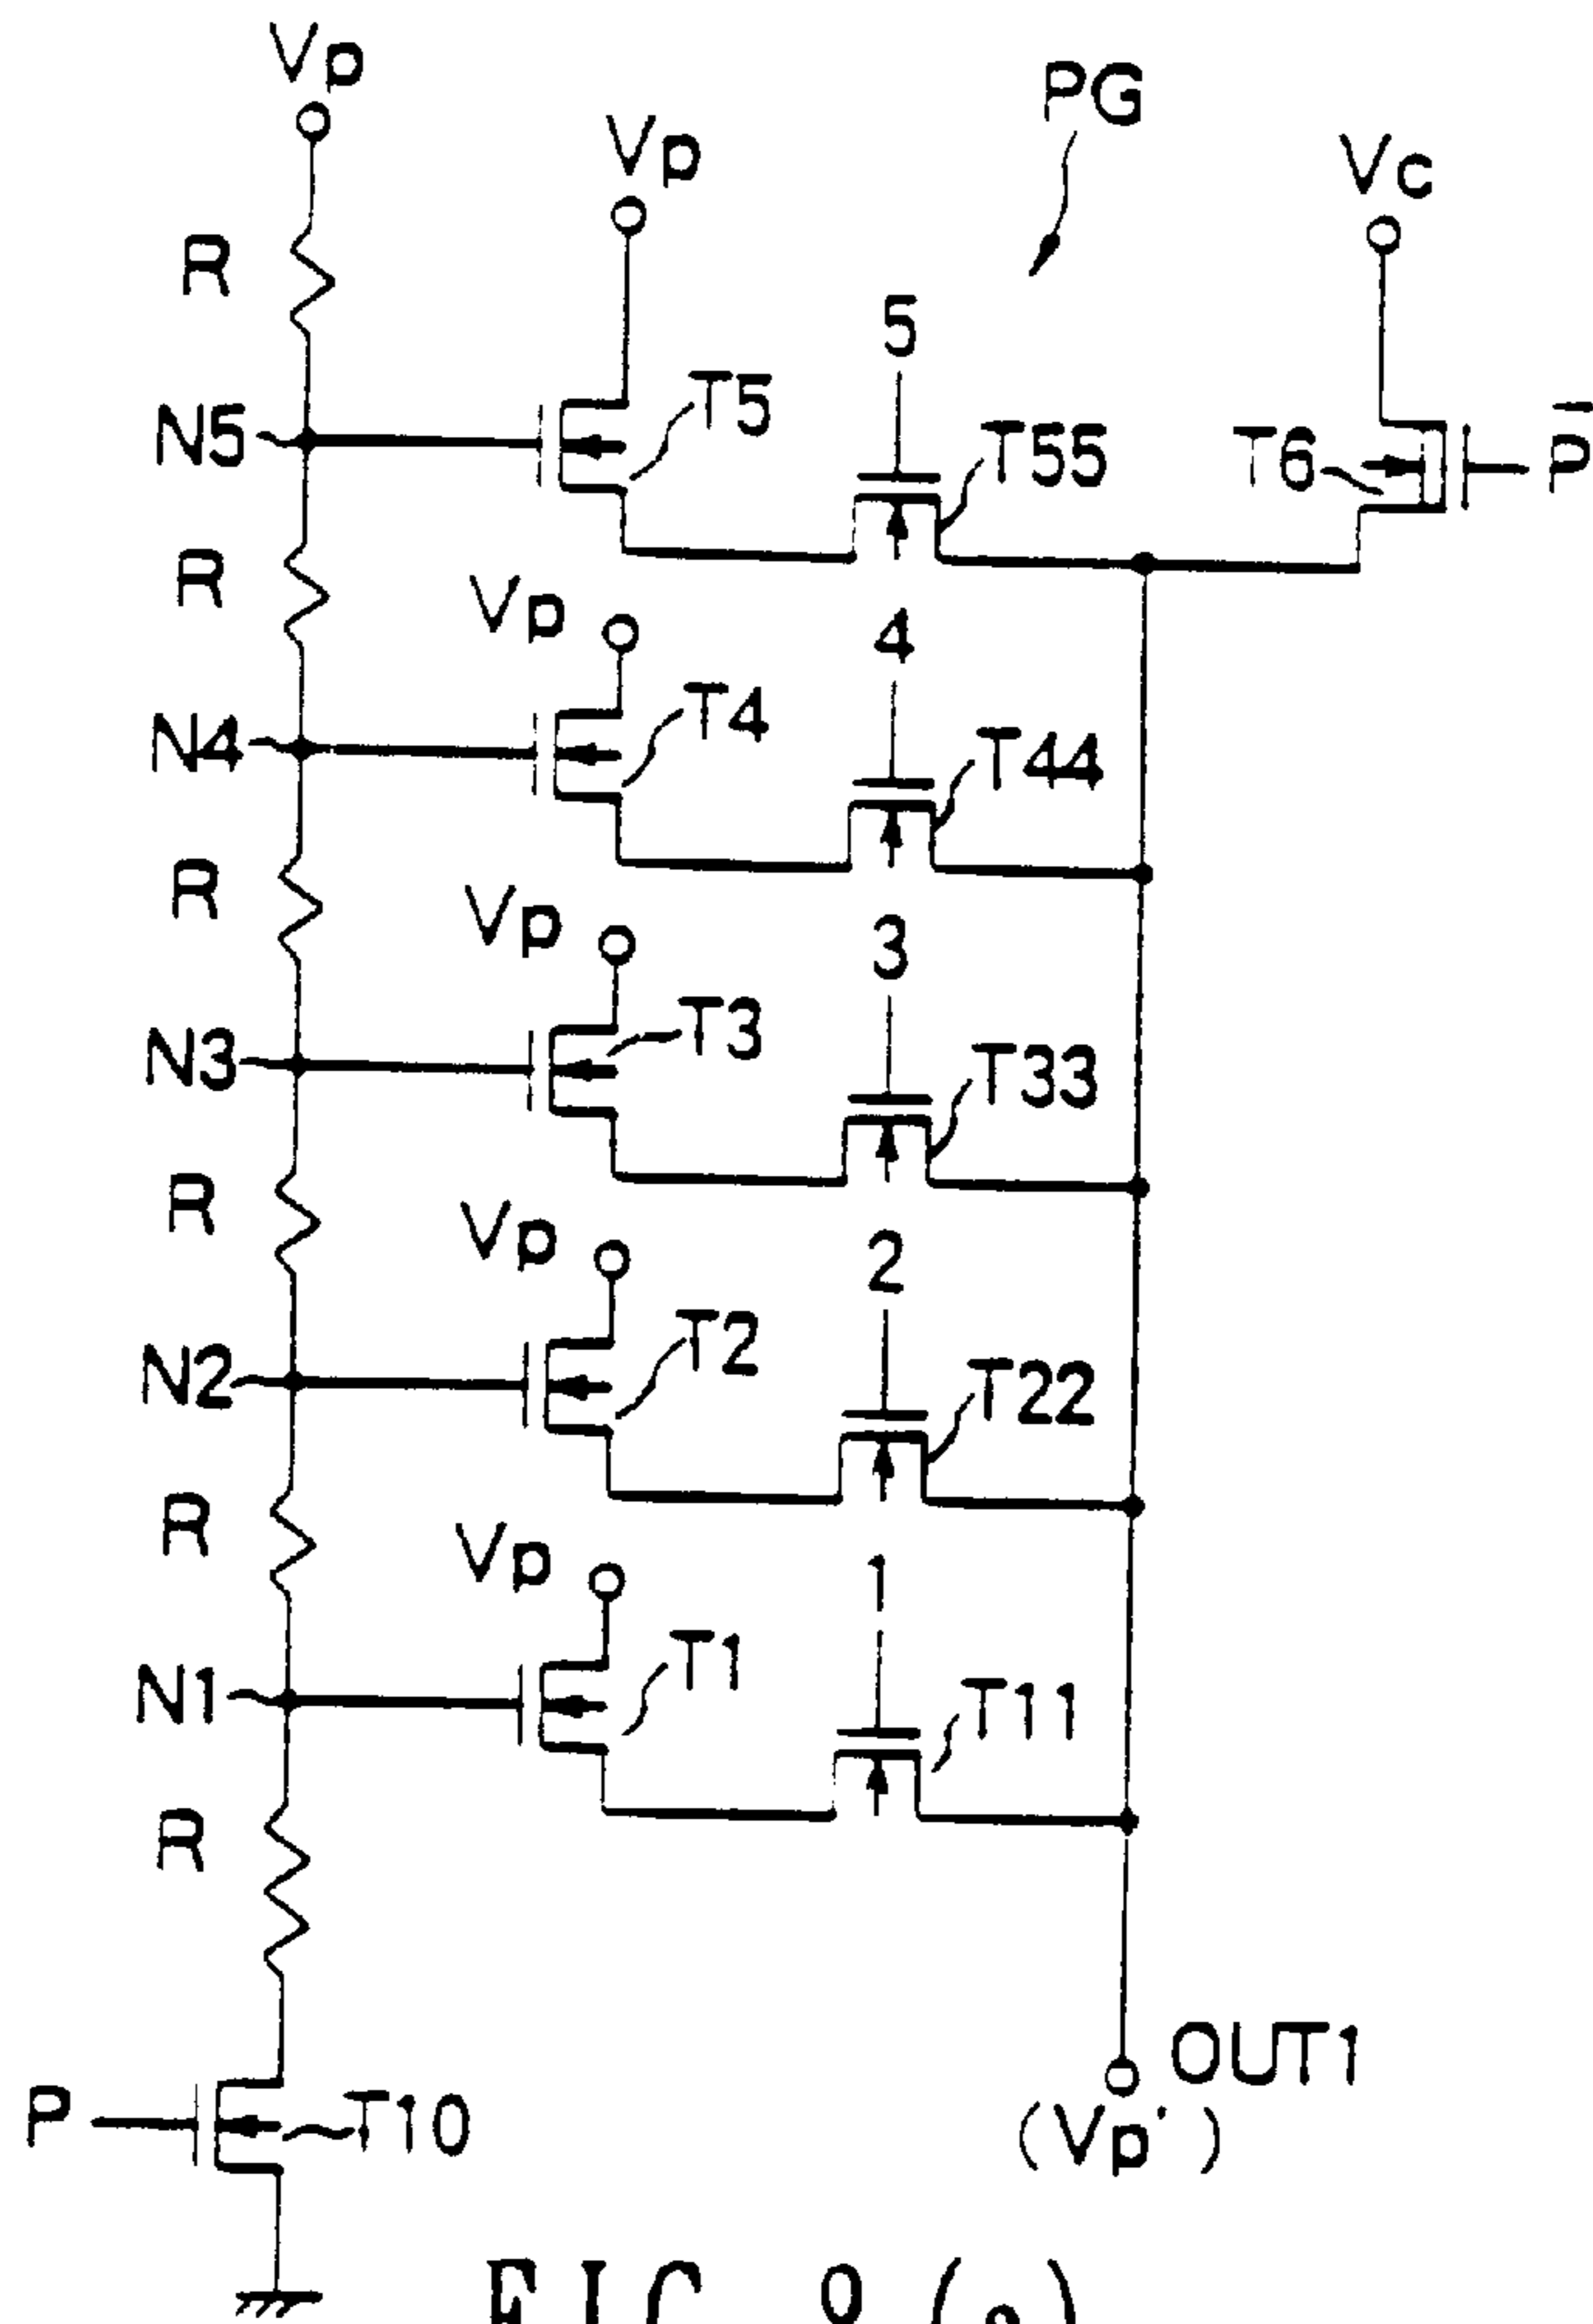 Vp
Vp
PG
Vc
R
5
N5
T5
T55
T6
P̅
R
Vp
4
N4
T4
T44
R
Vp
3
N3
T3
T33
R
Vp
2
N2
T2
T22
R
Vp
1
N1
T1
T11
R
P
T10
OUT1
(Vp')